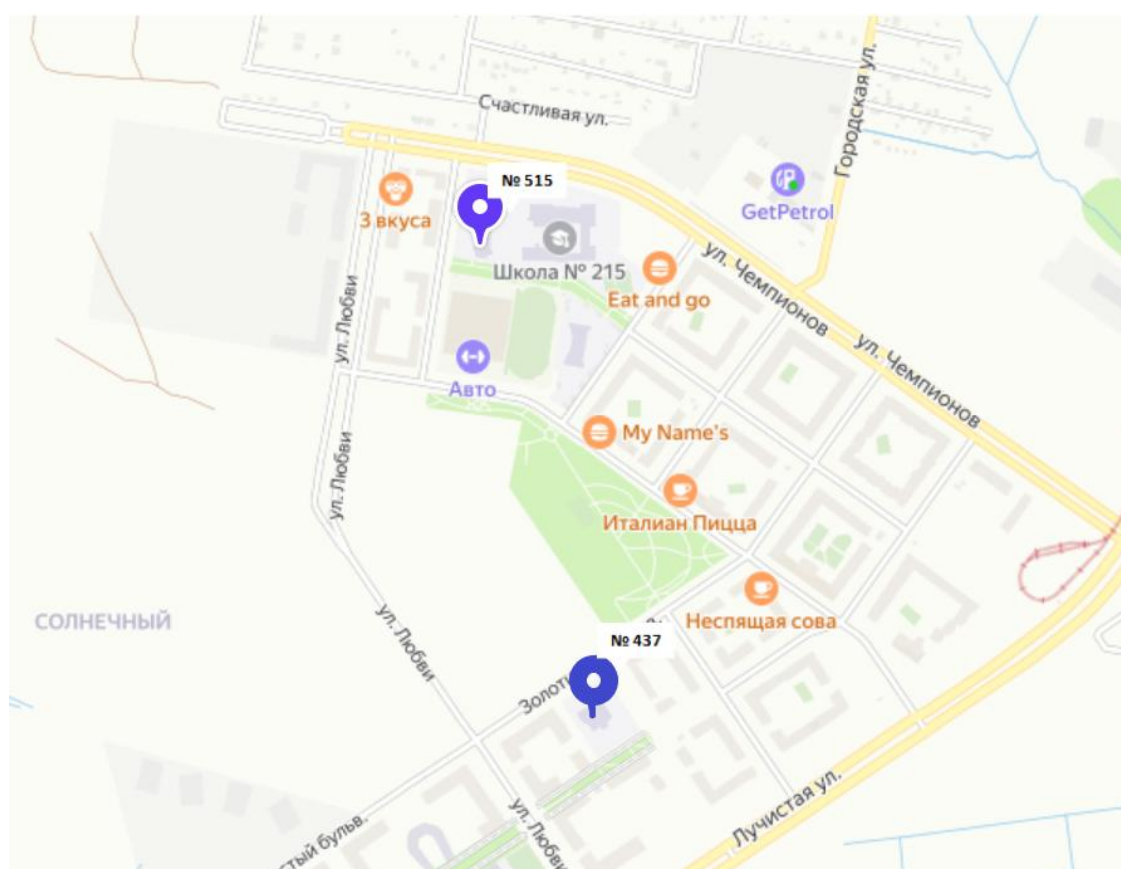 Счастливая ул.
Городская ул.
№ 515
3 вкуса
GetPetrol
Школа № 215
ул. Чемпионов
Eat and go
ул. Любви
ул. Чемпионов
Авто
My Name's
ул. Любви
Италиан Пицца
СОЛНЕЧНЫЙ
ул. Любви
Неспящая сова
№ 437
Лучистая ул.
ул. Любви
бульв.